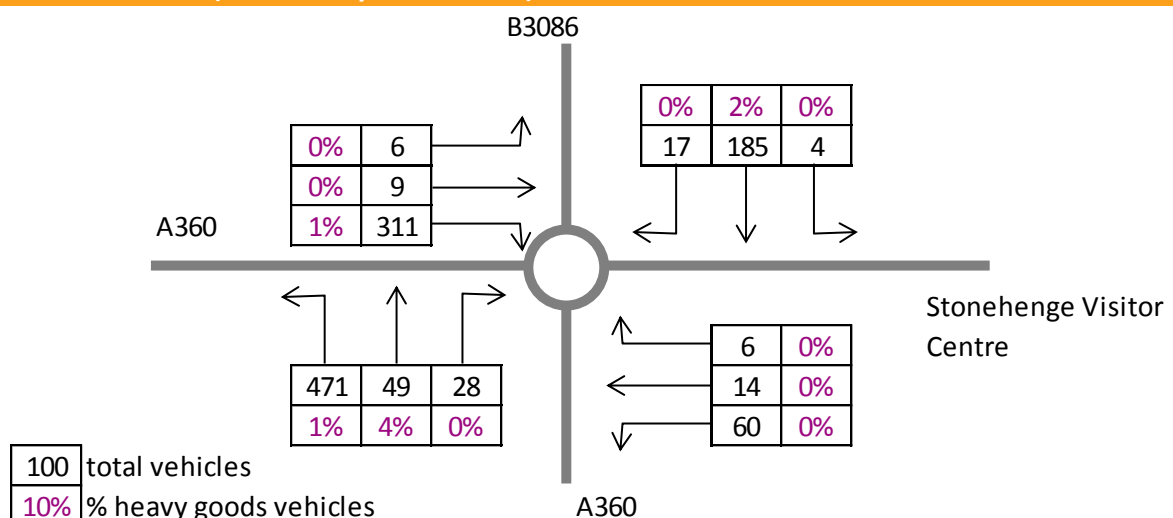 B3086
0% 2% 0%
17 185 4
0% 6
0% 9
1% 311
A360
Stonehenge Visitor
Centre
6 0%
14 0%
60 0%
471 49 28
1% 4% 0%
100 total vehicles
10% % heavy goods vehicles
A360